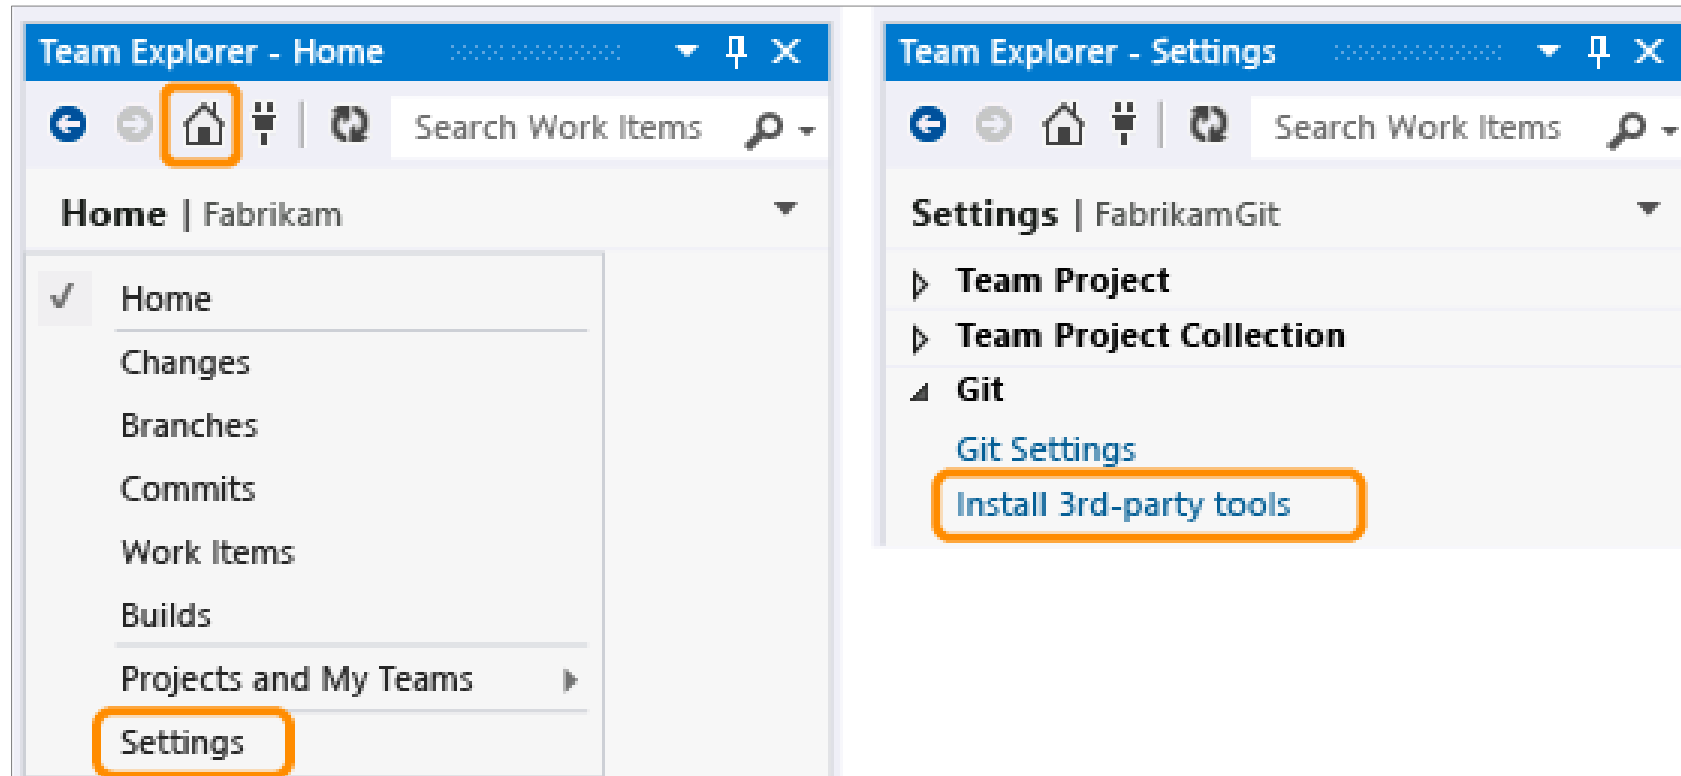 Team Explorer - Home
Search Work Items
Home | Fabrikam
Home
Changes
Branches
Commits
Work Items
Builds
Projects and My Teams
Settings
Team Explorer - Settings
Search Work Items
Settings | FabrikamGit
Team Project
Team Project Collection
Git
Git Settings
Install 3rd-party tools